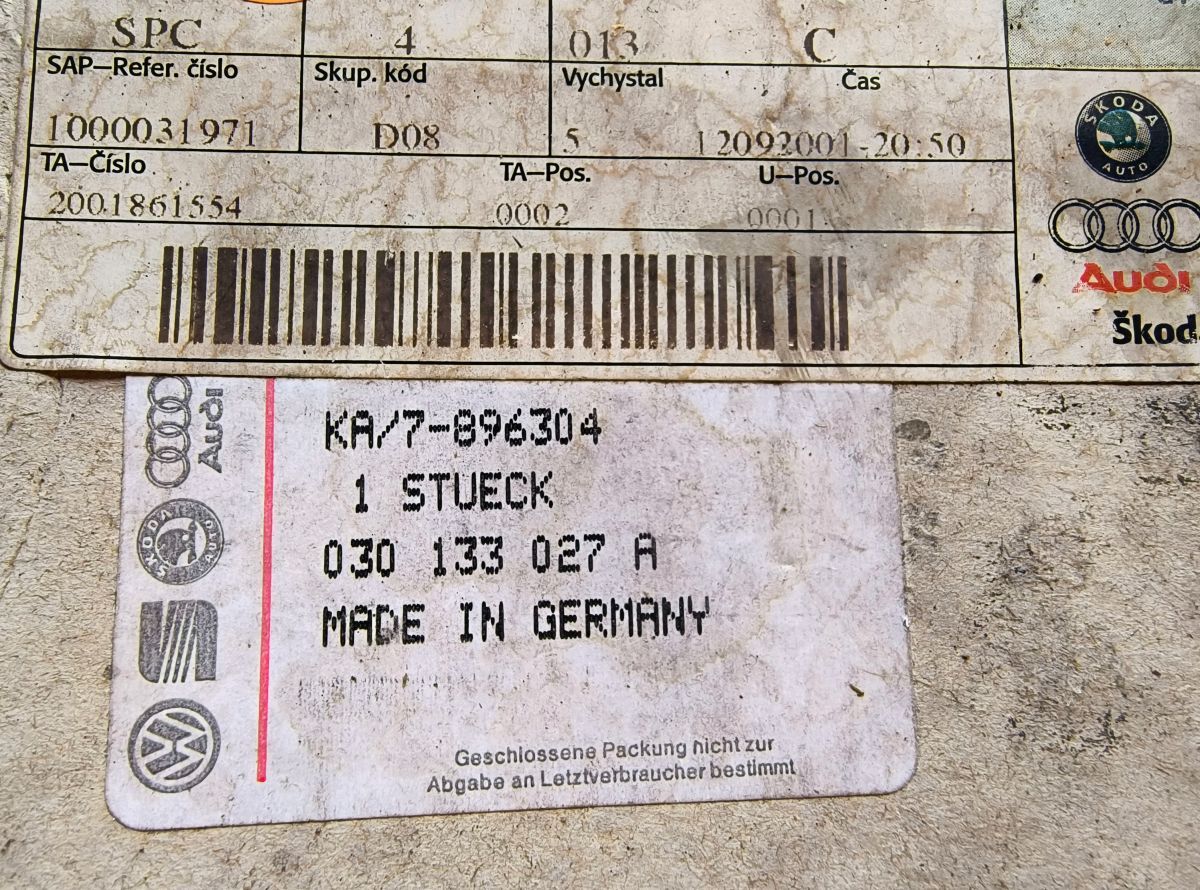 SPC 4 013 C
SAP–Refer. číslo Skup. kód Vychystal Čas
1000031971 D08 5 12092001-20:50
TA–Číslo TA–Pos. U–Pos.
2001861554 0002 0001
ŠKODA
AUTO
Audi
Škod
Audi
ŠKODA AUTO
KA/7-896304
1 STUECK
030 133 027 A
MADE IN GERMANY
Geschlossene Packung nicht zur
Abgabe an Letztverbraucher bestimmt